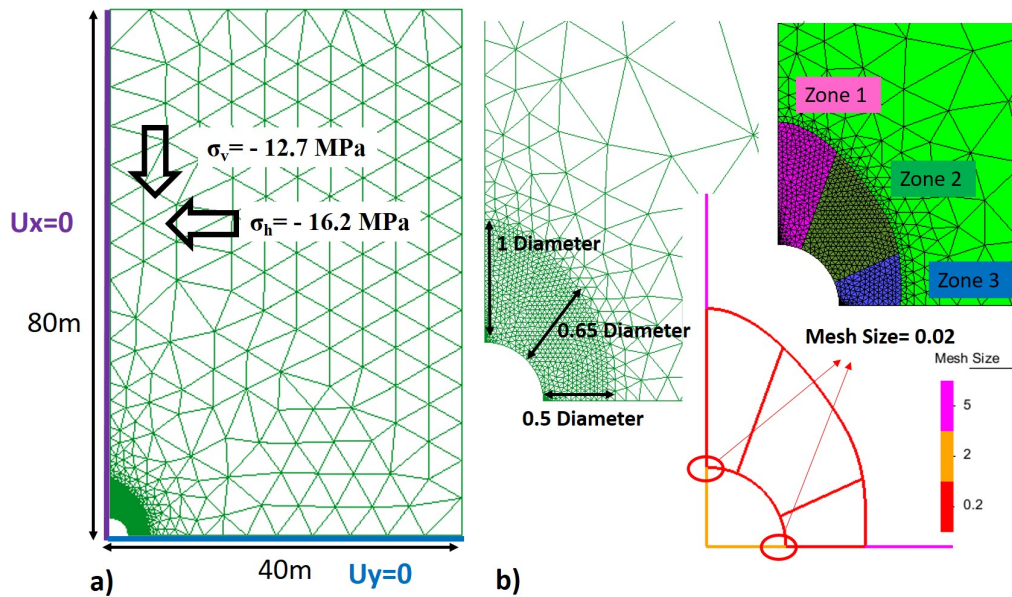 σv= - 12.7 MPa
Ux=0
σh= - 16.2 MPa
80m
40m
Uy=0
a)
1 Diameter
0.65 Diameter
0.5 Diameter
Zone 1
Zone 2
Zone 3
Mesh Size= 0.02
Mesh Size
5
2
0.2
b)